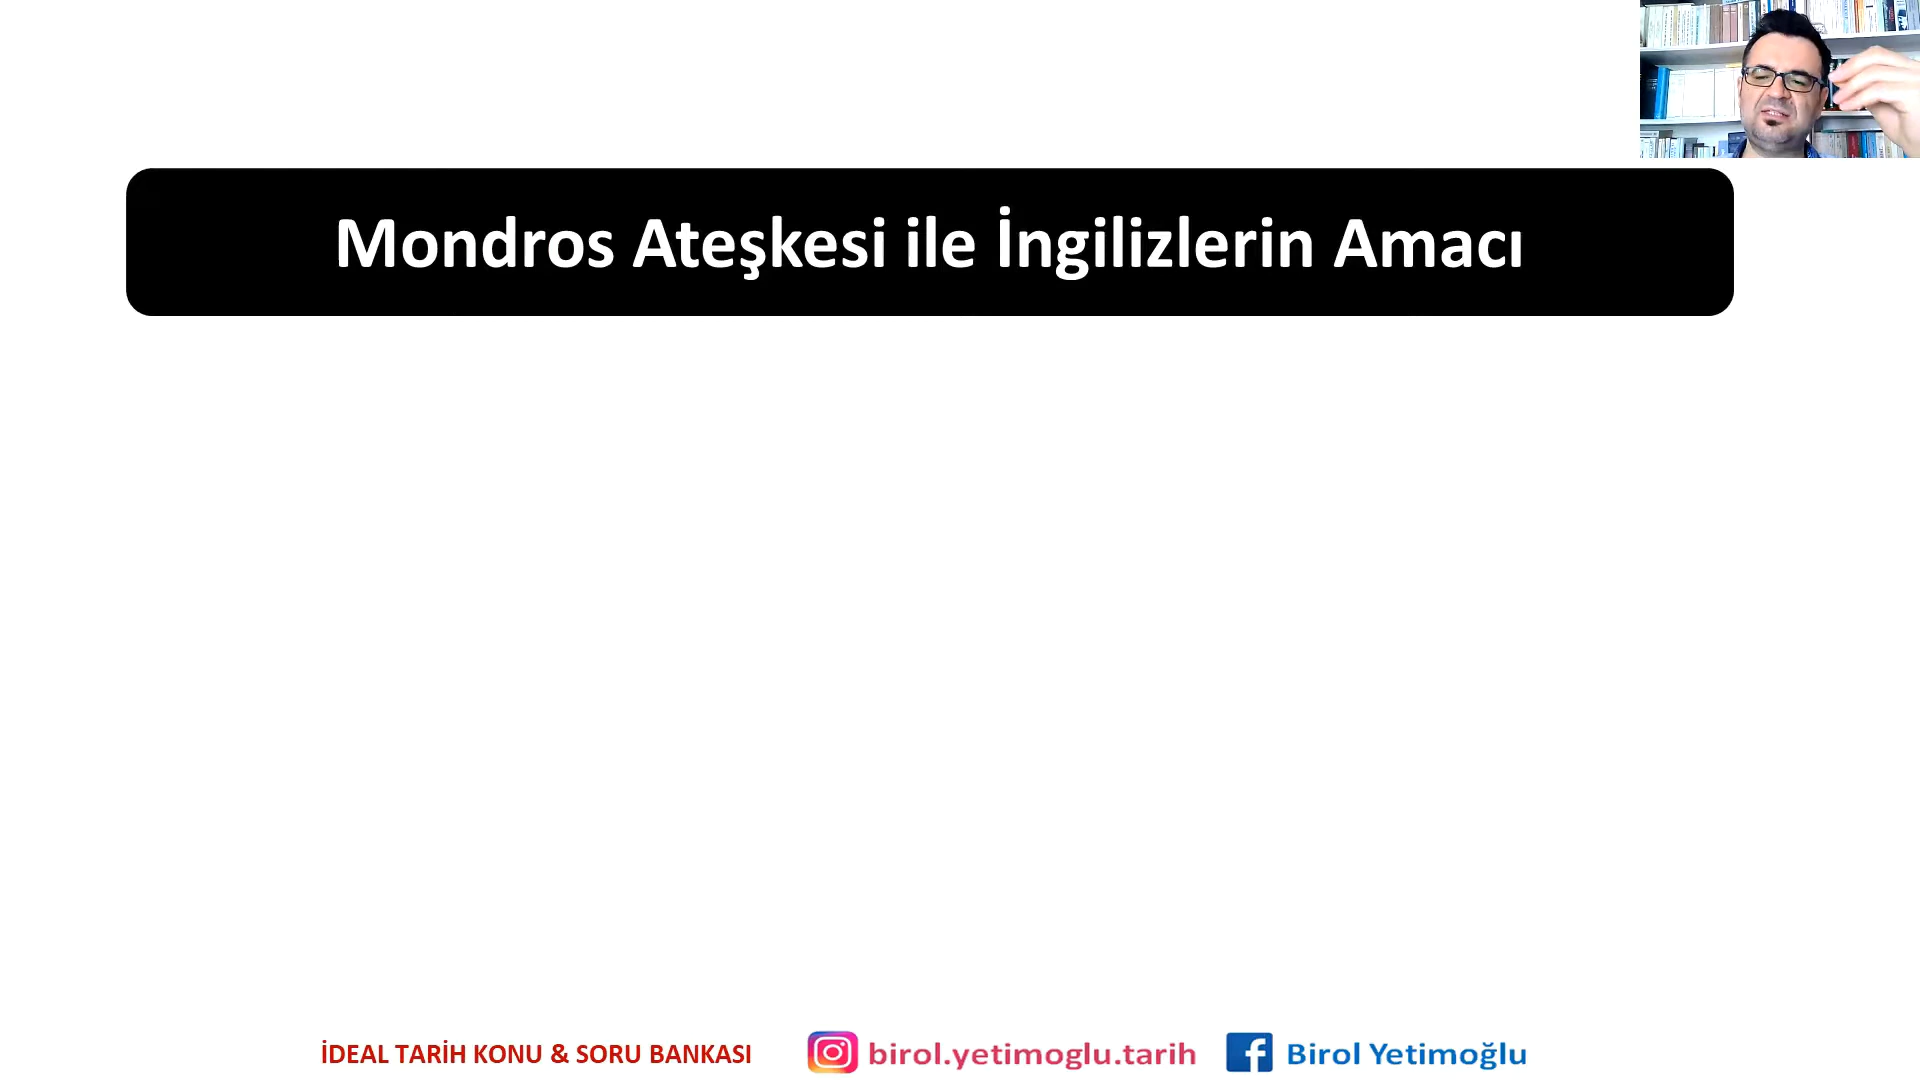 Mondros Ateşkesi ile İngilizlerin Amacı
İDEAL TARİH KONU & SORU BANKASI
birol.yetimoglu.tarih
Birol Yetimoğlu